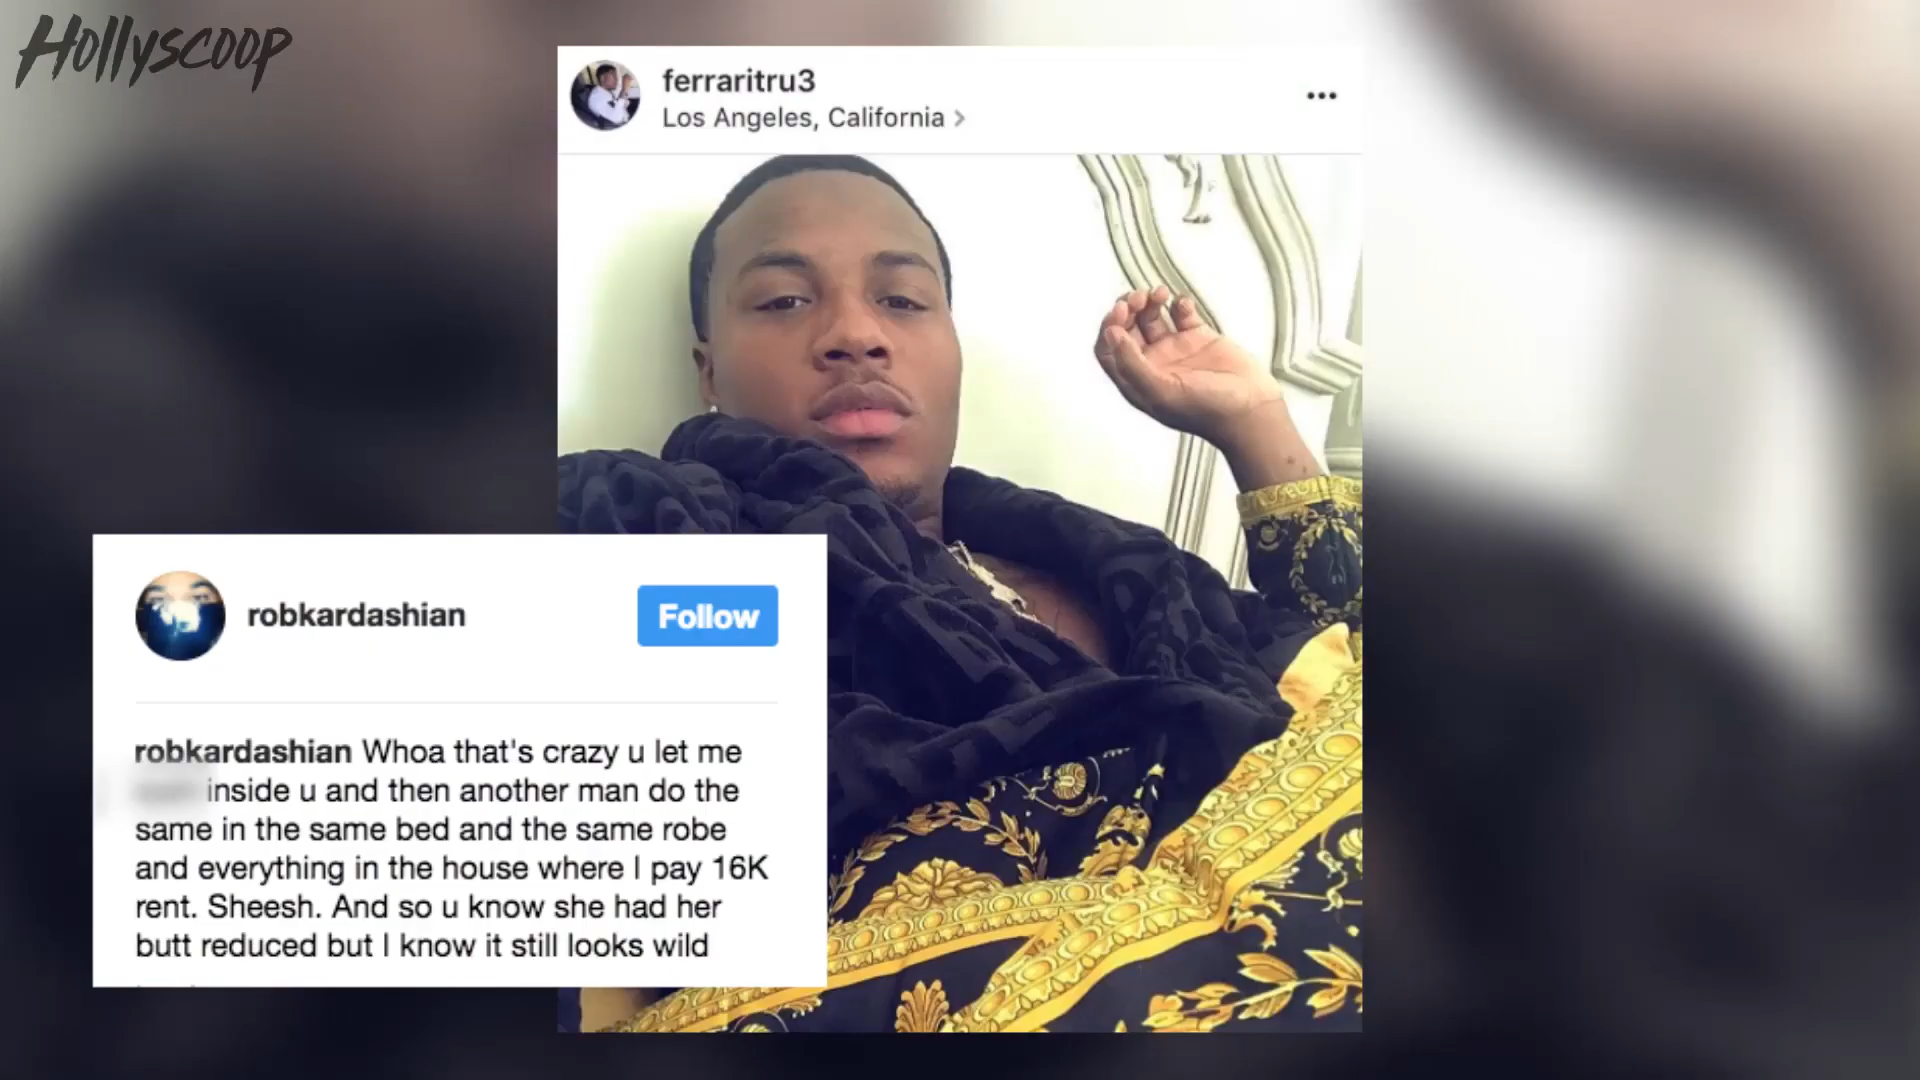 Hollyscoop
ferraritru3
Los Angeles, California >
robkardashian
Follow
robkardashian Whoa that's crazy u let me
inside u and then another man do the
same in the same bed and the same robe
and everything in the house where I pay 16K
rent. Sheesh. And so u know she had her
butt reduced but I know it still looks wild